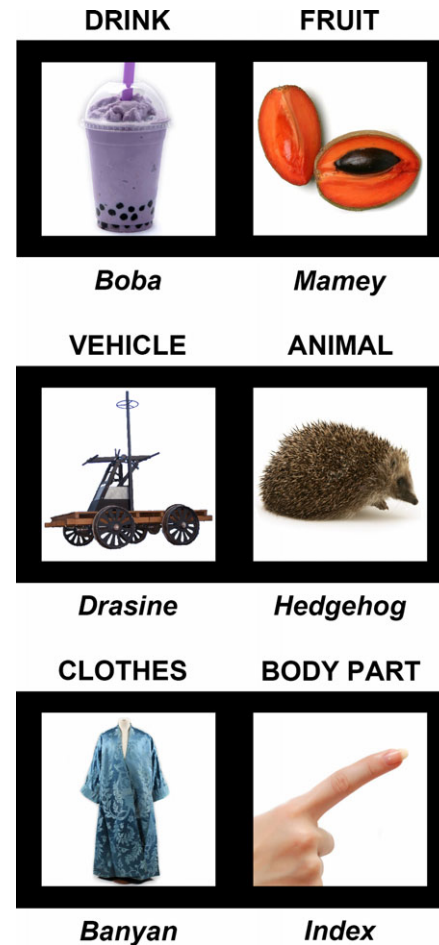 DRINK FRUIT
Boba Mamey
VEHICLE ANIMAL
Drasine Hedgehog
CLOTHES BODY PART
Banyan Index